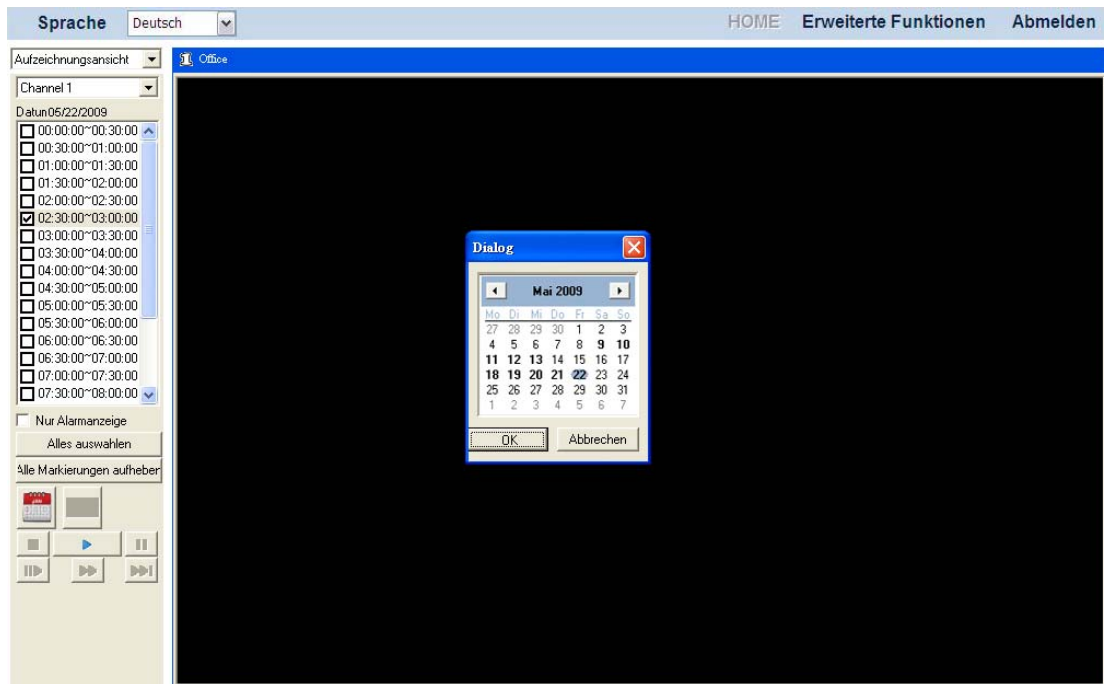 Sprache Deutsch HOME Erweiterte Funktionen Abmelden
Aufzeichnungsansicht
Office
Channel 1
Datun05/22/2009
00:00:00~00:30:00
00:30:00~01:00:00
01:00:00~01:30:00
01:30:00~02:00:00
02:00:00~02:30:00
02:30:00~03:00:00
03:00:00~03:30:00
03:30:00~04:00:00
04:00:00~04:30:00
04:30:00~05:00:00
05:00:00~05:30:00
05:30:00~06:00:00
06:00:00~06:30:00
06:30:00~07:00:00
07:00:00~07:30:00
07:30:00~08:00:00
Nur Alarmanzeige
Alles auswahlen
Alle Markierungen aufheben
Dialog
Mai 2009
Mo Di Mi Do Fr Sa So
27 28 29 30 1 2 3
4 5 6 7 8 9 10
11 12 13 14 15 16 17
18 19 20 21 22 23 24
25 26 27 28 29 30 31
1 2 3 4 5 6 7
OK Abbrechen